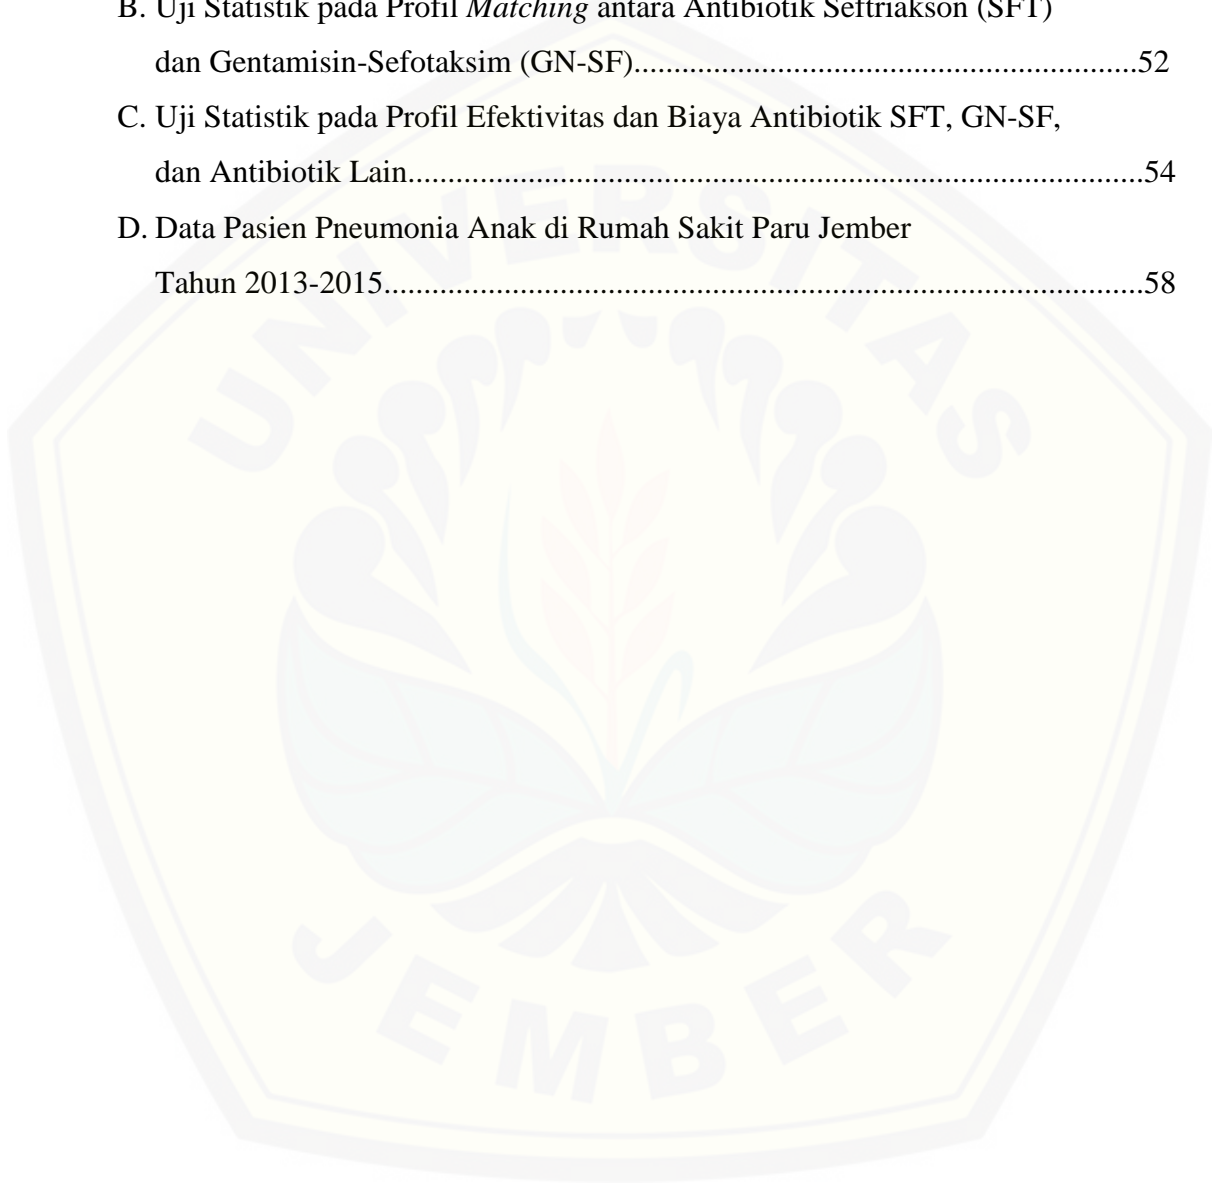 B. Uji Statistik pada Profil Matching antara Antibiotik Seftriakson (SFT)
dan Gentamisin-Sefotaksim (GN-SF)................................................................52
C. Uji Statistik pada Profil Efektivitas dan Biaya Antibiotik SFT, GN-SF,
dan Antibiotik Lain.............................................................................................54
D. Data Pasien Pneumonia Anak di Rumah Sakit Paru Jember
Tahun 2013-2015................................................................................................58
UNIVERSITAS
JEMBER